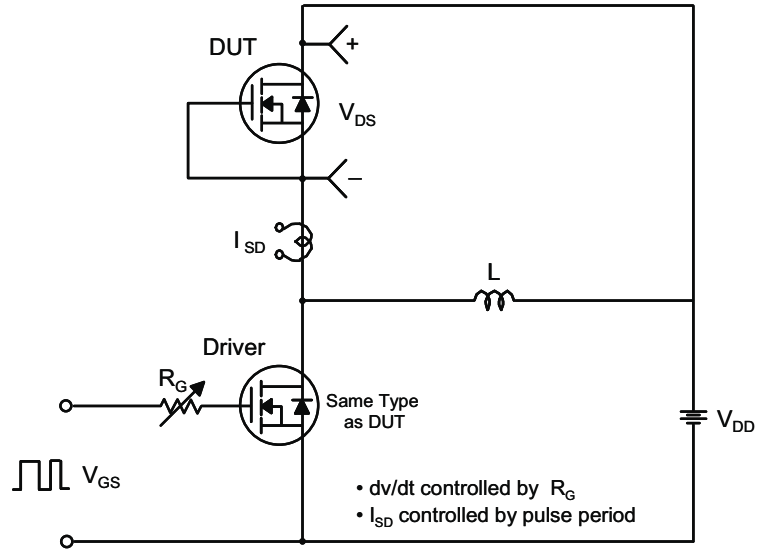 DUT
+
V_DS
–
I_SD
L
Driver
R_G
Same Type
as DUT
V_DD
V_GS
• dv/dt controlled by R_G
• I_SD controlled by pulse period